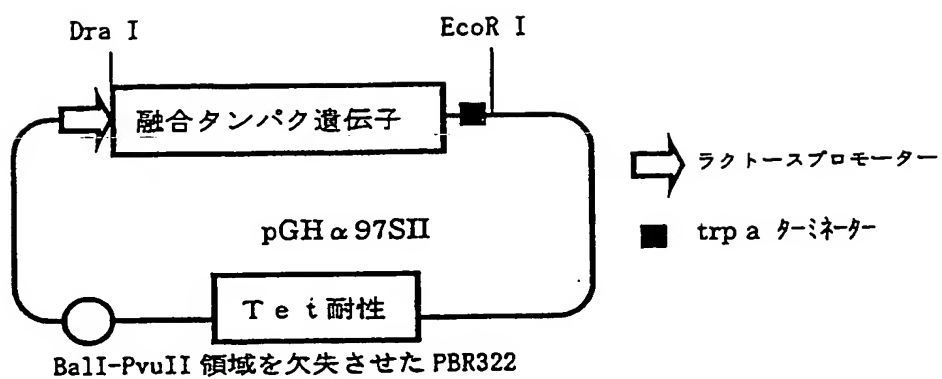 Dra I
EcoR I
融合タンパク遺伝子
ラクトースプロモーター
pGHα97SII
trp a ターミネーター
Tet耐性
BalI-PvuII 領域を欠失させた PBR322